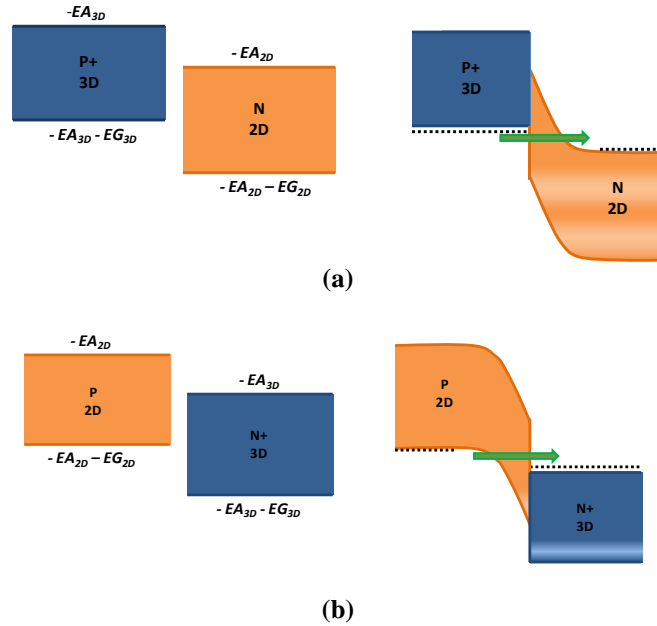 -EA3D
P+
3D
- EA3D - EG3D
- EA2D
N
2D
- EA2D – EG2D
P+
3D
N
2D
(a)
- EA2D
P
2D
- EA2D – EG2D
- EA3D
N+
3D
- EA3D - EG3D
P
2D
N+
3D
(b)